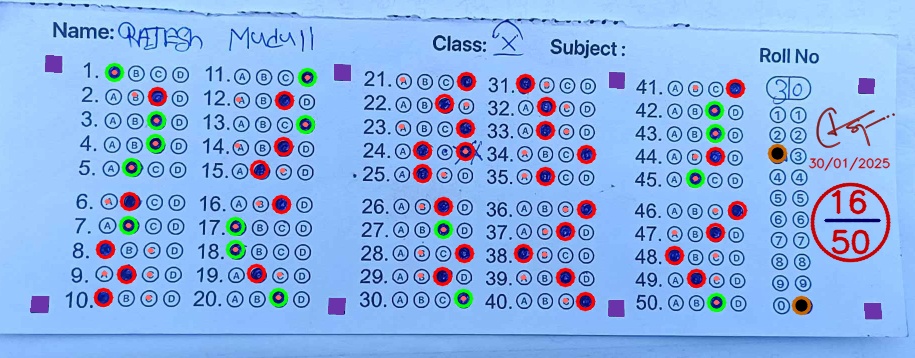 Name: RAJESH Muduli
Class: X
Subject :
1. B C D
2. A B D
3. A B D
4. A B D
5. A C D
6. A C D
7. A C D
8. B C D
9. A C D
10. B C D
11. A B C
12. A B D
13. A B C
14. A B D
15. A C D
16. A B D
17. B C D
18. B C D
19. A C D
20. A B D
21. A B C
22. A B D
23. A B C
24. A C
25. A C D
26. A B D
27. A B D
28. A B C
29. A B D
30. A B C
31. B C D
32. A C D
33. A C D
34. A B C
35. A C D
36. A B C
37. A B D
38. B C D
39. A B D
40. A B C
41. A B C
42. A B D
43. A B D
44. A B D
45. A C D
46. A B C
47. A B D
48. B C D
49. A C D
50. A B D
Roll No
30
1 1
2 2
3
4 4
5 5
6 6
7 7
8 8
9 9
0
30/01/2025
16
50